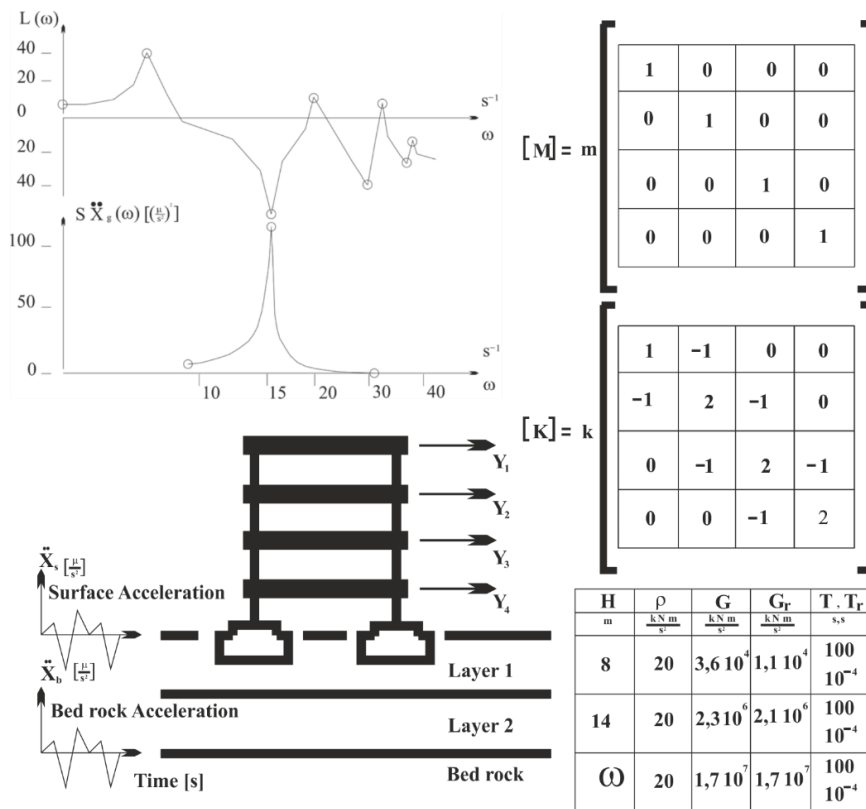 L (ω)
40
20
0
20
40
s⁻¹
ω
S Ẍ g (ω) [(μ/s²)²]
100
50
0
10 15 20 30 40
s⁻¹
ω
[M]= m
1 0 0 0
0 1 0 0
0 0 1 0
0 0 0 1
[K]= k
1 -1 0 0
-1 2 -1 0
0 -1 2 -1
0 0 -1 2
Y₁
Y₂
Y₃
Y₄
Ẍs [μ/s²]
Surface Acceleration
Ẍb [μ/s²]
Bed rock Acceleration
Time [s]
Layer 1
Layer 2
Bed rock
H ρ G Gr T , Tr
m kN m/s² kN m/s² kN m/s² s,s
8 20 3,6 10⁴ 1,1 10⁴ 100 10⁻⁴
14 20 2,3 10⁶ 2,1 10⁶ 100 10⁻⁴
ω 20 1,7 10⁷ 1,7 10⁷ 100 10⁻⁴